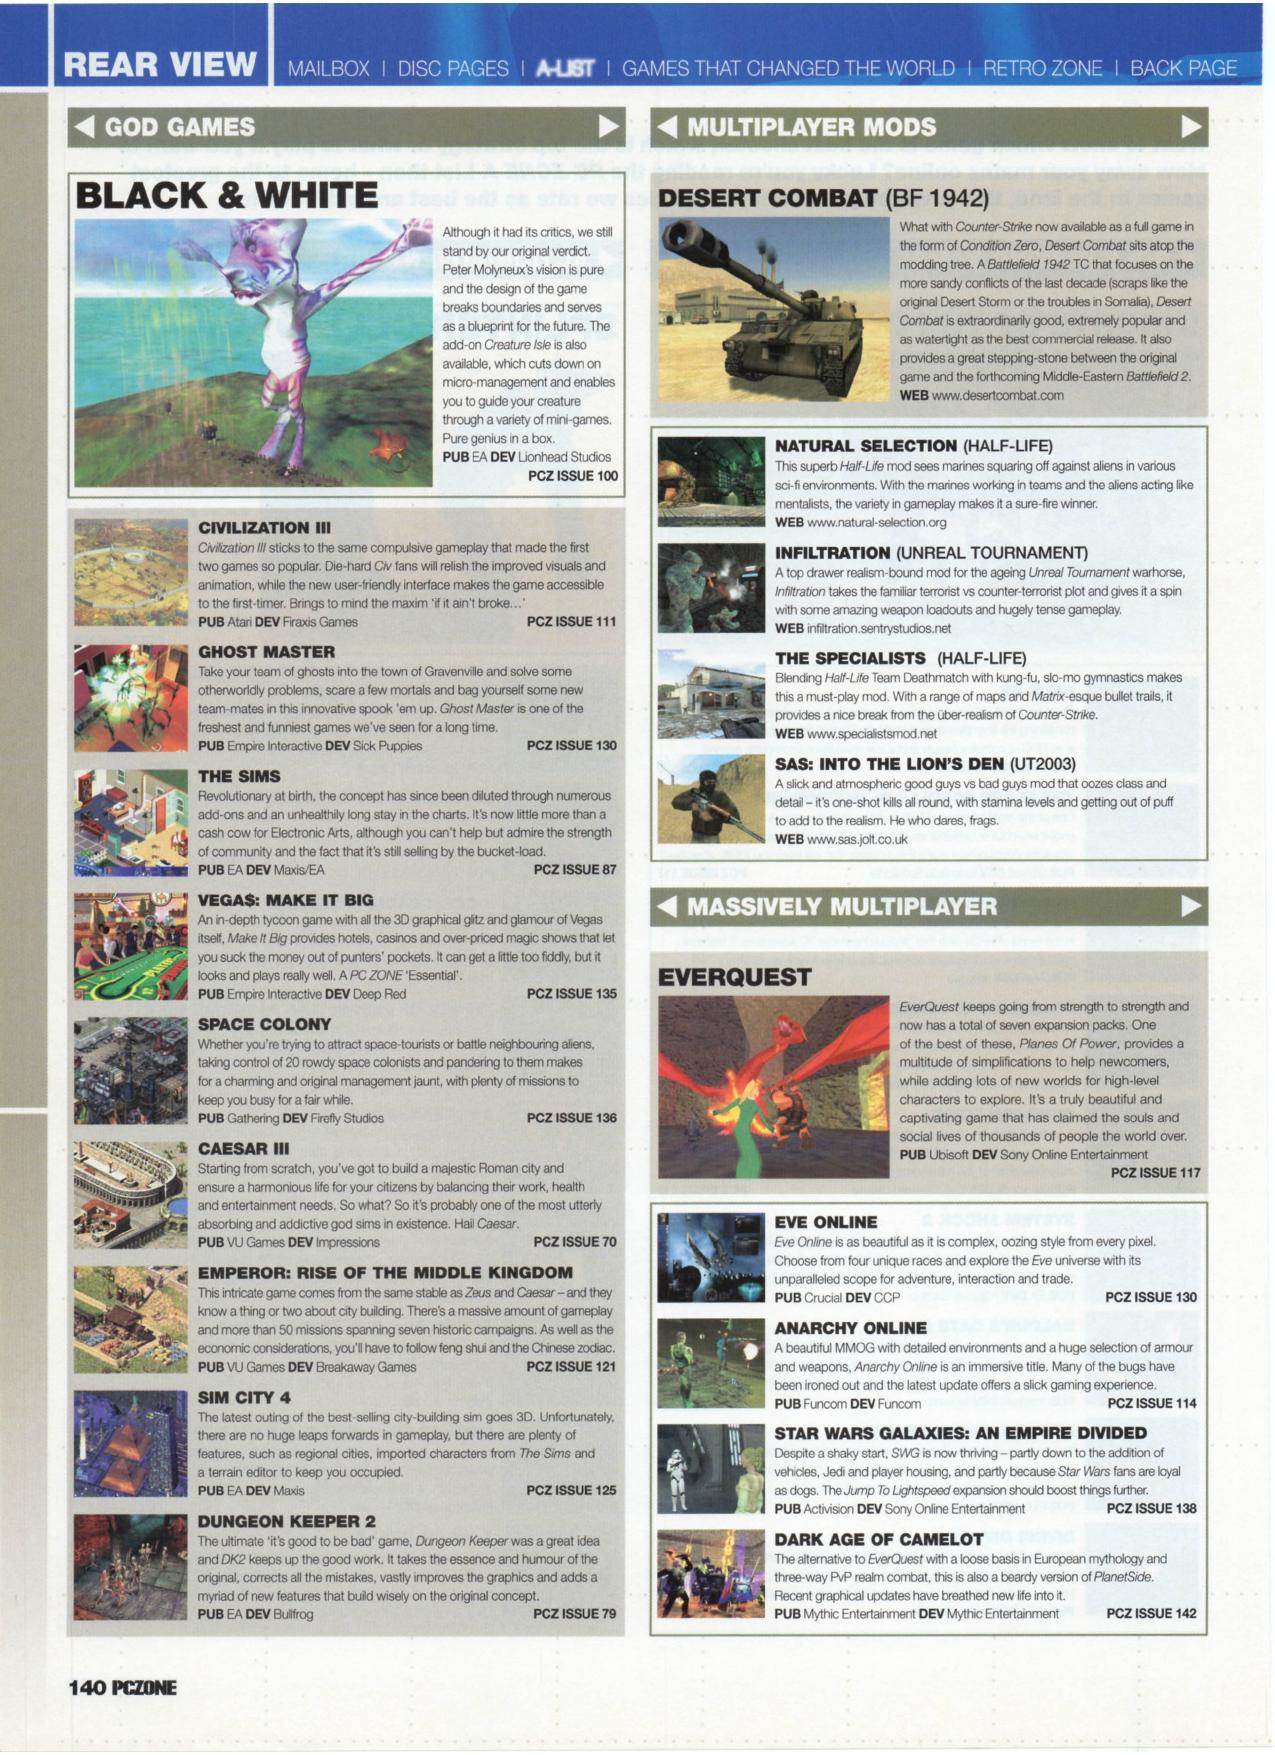 REAR VIEW
MAILBOX | DISC PAGES | A-LIST | GAMES THAT CHANGED THE WORLD | RETRO ZONE | BACK PAGE
GOD GAMES
BLACK & WHITE
Although it had its critics, we still
stand by our original verdict.
Peter Molyneux's vision is pure
and the design of the game
breaks boundaries and serves
as a blueprint for the future. The
add-on Creature Isle is also
available, which cuts down on
micro-management and enables
you to guide your creature
through a variety of mini-games.
Pure genius in a box.
PUB EA DEV Lionhead Studios
PCZ ISSUE 100
CIVILIZATION III
Civilization III sticks to the same compulsive gameplay that made the first
two games so popular. Die-hard Civ fans will relish the improved visuals and
animation, while the new user-friendly interface makes the game accessible
to the first-timer. Brings to mind the maxim 'if it ain't broke...'
PUB Atari DEV Firaxis Games PCZ ISSUE 111
GHOST MASTER
Take your team of ghosts into the town of Gravenville and solve some
otherworldly problems, scare a few mortals and bag yourself some new
team-mates in this innovative spook 'em up. Ghost Master is one of the
freshest and funniest games we've seen for a long time.
PUB Empire Interactive DEV Sick Puppies PCZ ISSUE 130
THE SIMS
Revolutionary at birth, the concept has since been diluted through numerous
add-ons and an unhealthily long stay in the charts. It's now little more than a
cash cow for Electronic Arts, although you can't help but admire the strength
of community and the fact that it's still selling by the bucket-load.
PUB EA DEV Maxis/EA PCZ ISSUE 87
VEGA$: MAKE IT BIG
An in-depth tycoon game with all the 3D graphical glitz and glamour of Vegas
itself, Make It Big provides hotels, casinos and over-priced magic shows that let
you suck the money out of punters' pockets. It can get a little too fiddly, but it
looks and plays really well. A PC ZONE 'Essential'.
PUB Empire Interactive DEV Deep Red PCZ ISSUE 135
SPACE COLONY
Whether you're trying to attract space-tourists or battle neighbouring aliens,
taking control of 20 rowdy space colonists and pandering to them makes
for a charming and original management jaunt, with plenty of missions to
keep you busy for a fair while.
PUB Gathering DEV Firefly Studios PCZ ISSUE 136
CAESAR III
Starting from scratch, you've got to build a majestic Roman city and
ensure a harmonious life for your citizens by balancing their work, health
and entertainment needs. So what? So it's probably one of the most utterly
absorbing and addictive god sims in existence. Hail Caesar.
PUB VU Games DEV Impressions PCZ ISSUE 70
EMPEROR: RISE OF THE MIDDLE KINGDOM
This intricate game comes from the same stable as Zeus and Caesar – and they
know a thing or two about city building. There's a massive amount of gameplay
and more than 50 missions spanning seven historic campaigns. As well as the
economic considerations, you'll have to follow feng shui and the Chinese zodiac.
PUB VU Games DEV Breakaway Games PCZ ISSUE 121
SIM CITY 4
The latest outing of the best-selling city-building sim goes 3D. Unfortunately,
there are no huge leaps forwards in gameplay, but there are plenty of
features, such as regional cities, imported characters from The Sims and
a terrain editor to keep you occupied.
PUB EA DEV Maxis PCZ ISSUE 125
DUNGEON KEEPER 2
The ultimate 'it's good to be bad' game, Dungeon Keeper was a great idea
and DK2 keeps up the good work. It takes the essence and humour of the
original, corrects all the mistakes, vastly improves the graphics and adds a
myriad of new features that build wisely on the original concept.
PUB EA DEV Bullfrog PCZ ISSUE 79
MULTIPLAYER MODS
DESERT COMBAT (BF 1942)
What with Counter-Strike now available as a full game in
the form of Condition Zero, Desert Combat sits atop the
modding tree. A Battlefield 1942 TC that focuses on the
more sandy conflicts of the last decade (scraps like the
original Desert Storm or the troubles in Somalia), Desert
Combat is extraordinarily good, extremely popular and
as watertight as the best commercial release. It also
provides a great stepping-stone between the original
game and the forthcoming Middle-Eastern Battlefield 2.
WEB www.desertcombat.com
NATURAL SELECTION (HALF-LIFE)
This superb Half-Life mod sees marines squaring off against aliens in various
sci-fi environments. With the marines working in teams and the aliens acting like
mentalists, the variety in gameplay makes it a sure-fire winner.
WEB www.natural-selection.org
INFILTRATION (UNREAL TOURNAMENT)
A top drawer realism-bound mod for the ageing Unreal Tournament warhorse,
Infiltration takes the familiar terrorist vs counter-terrorist plot and gives it a spin
with some amazing weapon loadouts and hugely tense gameplay.
WEB infiltration.sentrystudios.net
THE SPECIALISTS (HALF-LIFE)
Blending Half-Life Team Deathmatch with kung-fu, slo-mo gymnastics makes
this a must-play mod. With a range of maps and Matrix-esque bullet trails, it
provides a nice break from the über-realism of Counter-Strike.
WEB www.specialistsmod.net
SAS: INTO THE LION'S DEN (UT2003)
A slick and atmospheric good guys vs bad guys mod that oozes class and
detail – it's one-shot kills all round, with stamina levels and getting out of puff
to add to the realism. He who dares, frags.
WEB www.sas.jolt.co.uk
MASSIVELY MULTIPLAYER
EVERQUEST
EverQuest keeps going from strength to strength and
now has a total of seven expansion packs. One
of the best of these, Planes Of Power, provides a
multitude of simplifications to help newcomers,
while adding lots of new worlds for high-level
characters to explore. It's a truly beautiful and
captivating game that has claimed the souls and
social lives of thousands of people the world over.
PUB Ubisoft DEV Sony Online Entertainment
PCZ ISSUE 117
EVE ONLINE
Eve Online is as beautiful as it is complex, oozing style from every pixel.
Choose from four unique races and explore the Eve universe with its
unparalleled scope for adventure, interaction and trade.
PUB Crucial DEV CCP PCZ ISSUE 130
ANARCHY ONLINE
A beautiful MMOG with detailed environments and a huge selection of armour
and weapons, Anarchy Online is an immersive title. Many of the bugs have
been ironed out and the latest update offers a slick gaming experience.
PUB Funcom DEV Funcom PCZ ISSUE 114
STAR WARS GALAXIES: AN EMPIRE DIVIDED
Despite a shaky start, SWG is now thriving – partly down to the addition of
vehicles, Jedi and player housing, and partly because Star Wars fans are loyal
as dogs. The Jump To Lightspeed expansion should boost things further.
PUB Activision DEV Sony Online Entertainment PCZ ISSUE 138
DARK AGE OF CAMELOT
The alternative to EverQuest with a loose basis in European mythology and
three-way PvP realm combat, this is also a beardy version of PlanetSide.
Recent graphical updates have breathed new life into it.
PUB Mythic Entertainment DEV Mythic Entertainment PCZ ISSUE 142
140 PCZONE